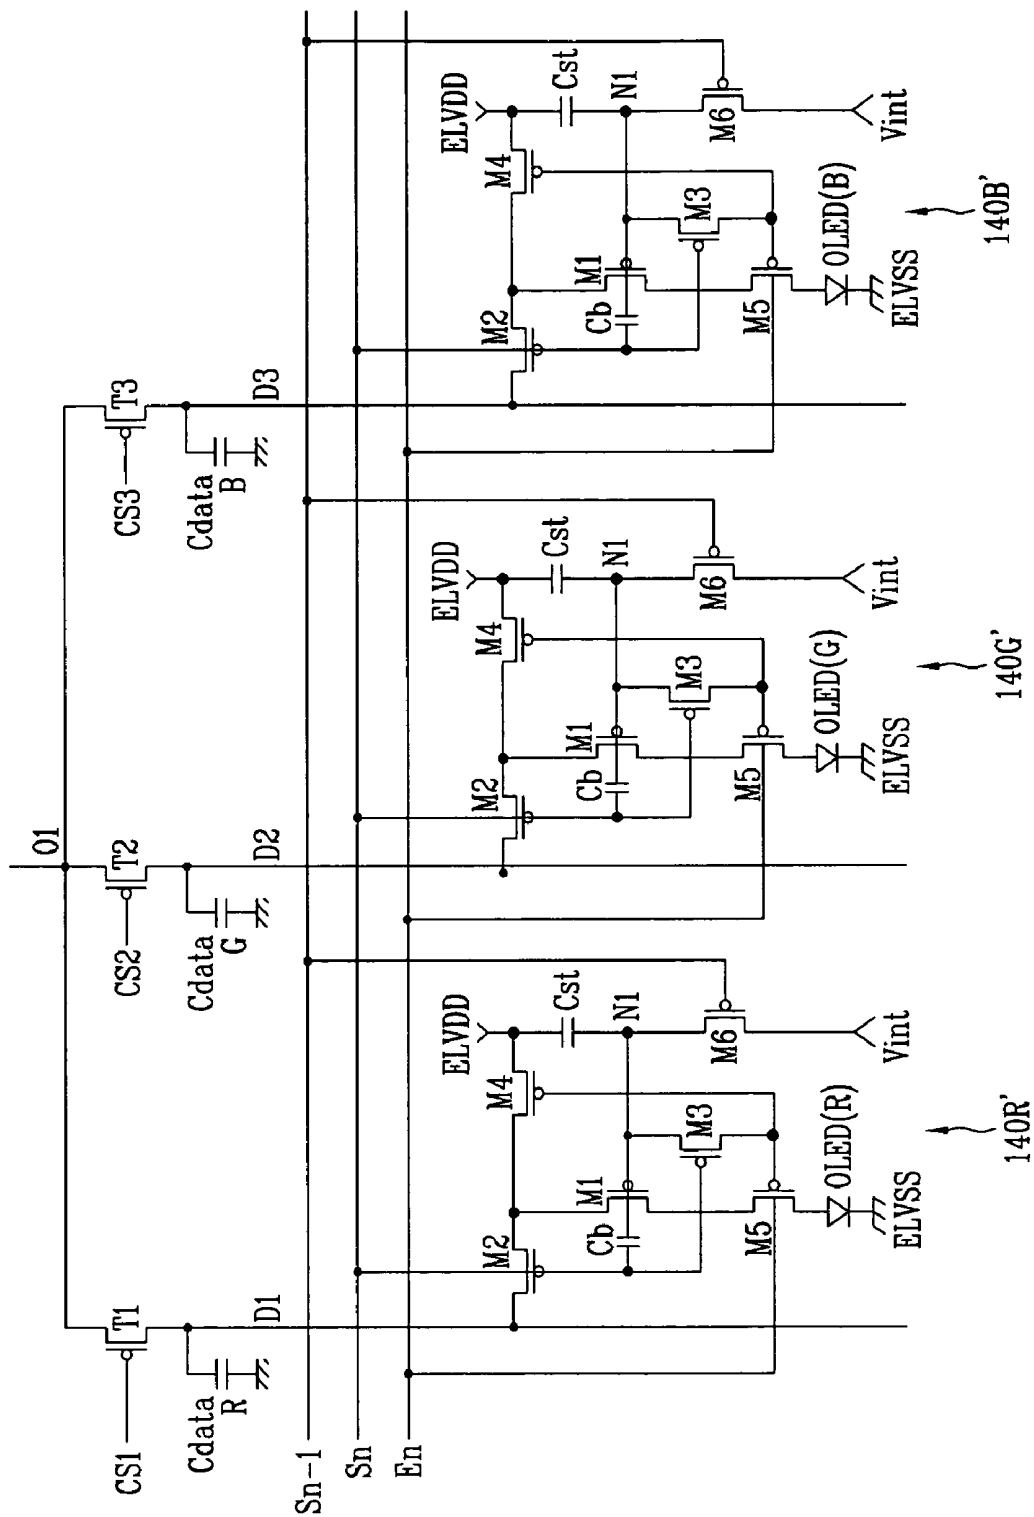 O1
CS1
T1
CS2
T2
CS3
T3
Cdata
R
D1
Cdata
G
D2
Cdata
B
D3
Sn-1
Sn
En
ELVDD
M4
M2
Cst
N1
M1
Cb
M3
M6
M5
Vint
OLED(R)
ELVSS
140R'
ELVDD
M4
M2
Cst
N1
M1
Cb
M3
M6
M5
Vint
OLED(G)
ELVSS
140G'
ELVDD
M4
M2
Cst
N1
M1
Cb
M3
M6
M5
Vint
OLED(B)
ELVSS
140B'